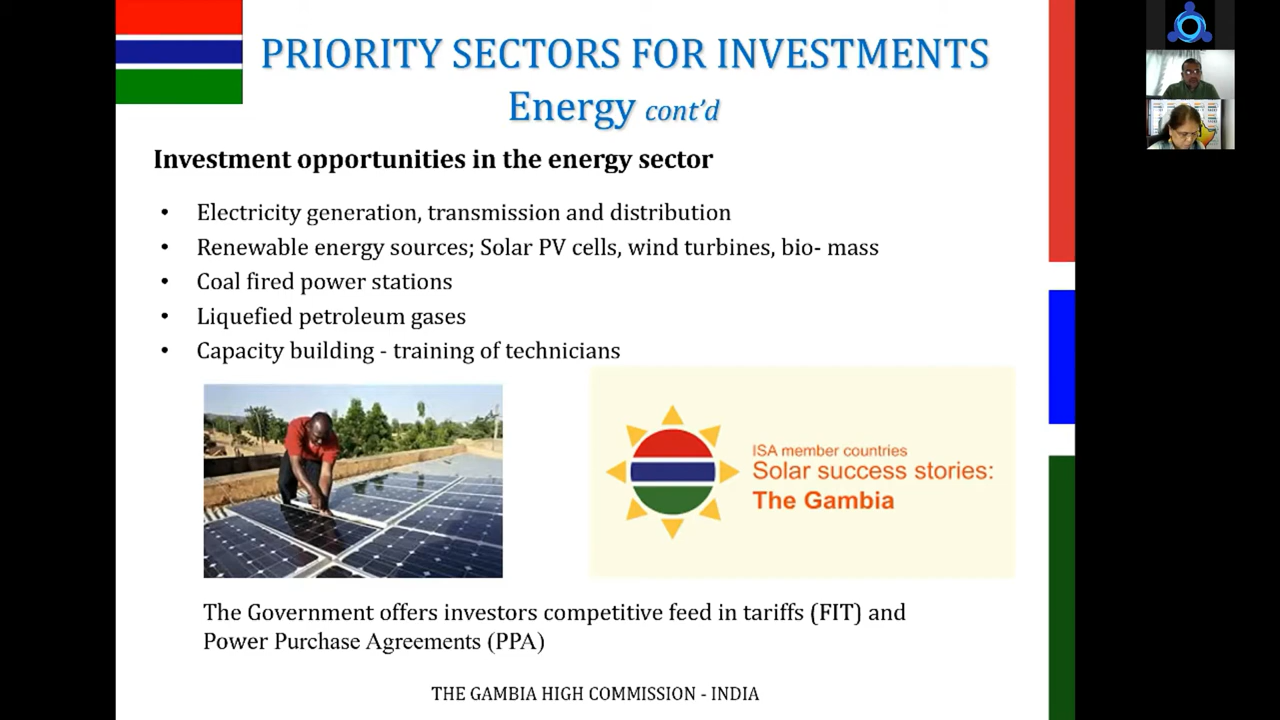 PRIORITY SECTORS FOR INVESTMENTS
Energy cont'd
Investment opportunities in the energy sector
• Electricity generation, transmission and distribution
• Renewable energy sources; Solar PV cells, wind turbines, bio- mass
• Coal fired power stations
• Liquefied petroleum gases
• Capacity building - training of technicians
ISA member countries
Solar success stories:
The Gambia
The Government offers investors competitive feed in tariffs (FIT) and
Power Purchase Agreements (PPA)
THE GAMBIA HIGH COMMISSION - INDIA